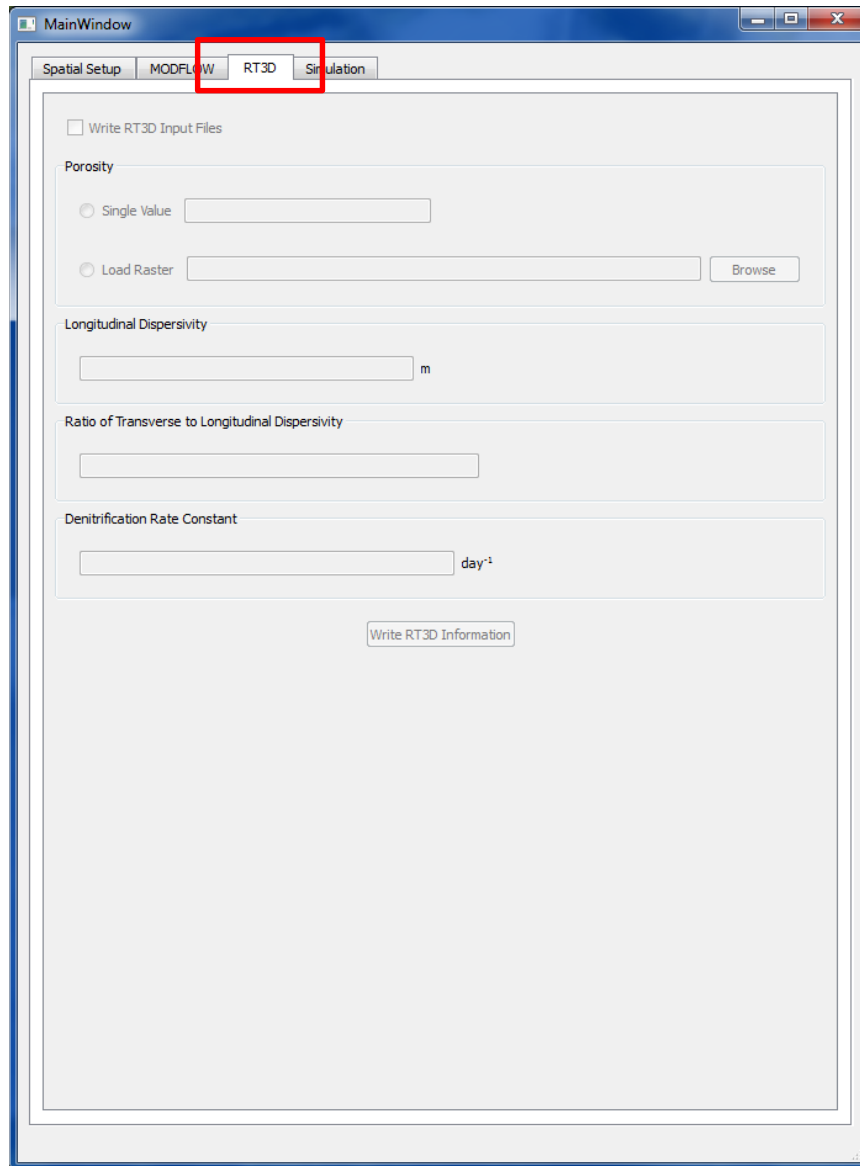 MainWindow
Spatial Setup MODFLOW RT3D Simulation
Write RT3D Input Files
Porosity
Single Value
Load Raster Browse
Longitudinal Dispersivity
m
Ratio of Transverse to Longitudinal Dispersivity
Denitrification Rate Constant
day⁻¹
Write RT3D Information